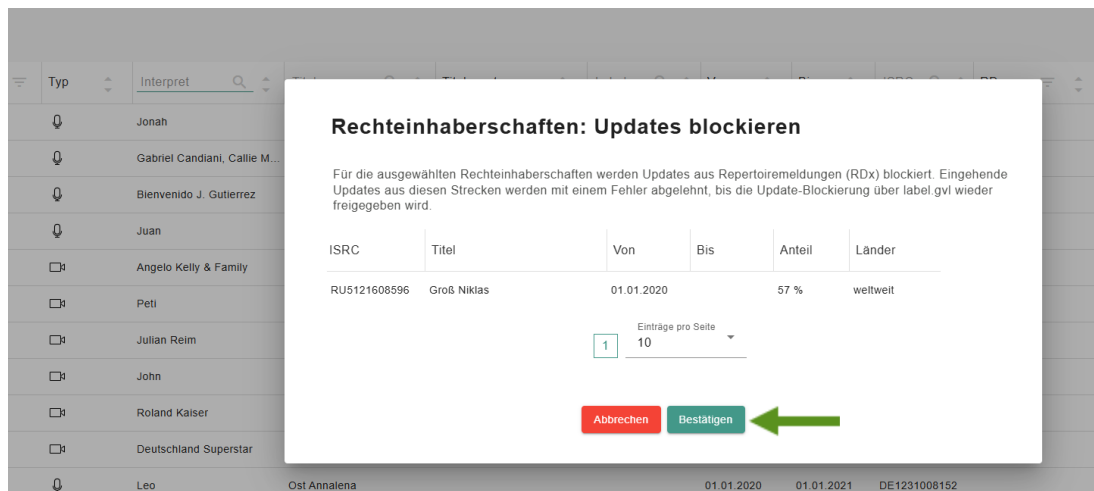 Typ Interpret
Rechteinhaberschaften: Updates blockieren
Für die ausgewählten Rechteinhaberschaften werden Updates aus Repertoiremeldungen (RDx) blockiert. Eingehende
Updates aus diesen Strecken werden mit einem Fehler abgelehnt, bis die Update-Blockierung über label.gvl wieder
freigegeben wird.
ISRC Titel Von Bis Anteil Länder
RU5121608596 Groß Niklas 01.01.2020 57 % weltweit
Einträge pro Seite
1 10
Abbrechen Bestätigen
Jonah
Gabriel Candiani, Callie M...
Bienvenido J. Gutierrez
Juan
Angelo Kelly & Family
Peti
Julian Reim
John
Roland Kaiser
Deutschland Superstar
Leo Ost Annalena 01.01.2020 01.01.2021 DE1231008152